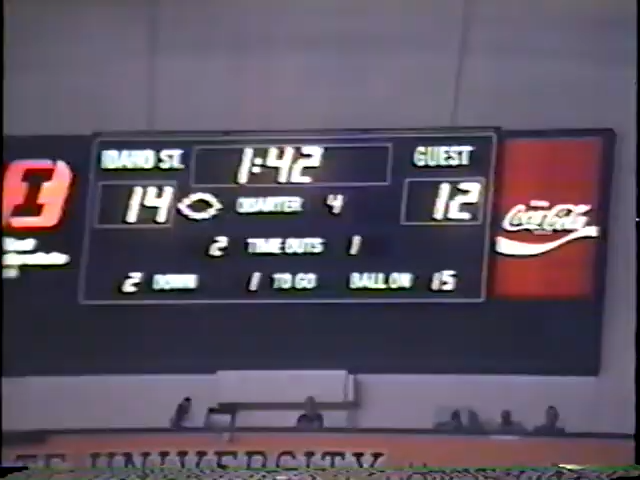 IDAHO ST. 1:42 GUEST
14 QUARTER 4 12
2 TIME OUTS 1
2 DOWN 1 TO GO BALL ON 15
I
Coca-Cola
UNIVERSITY